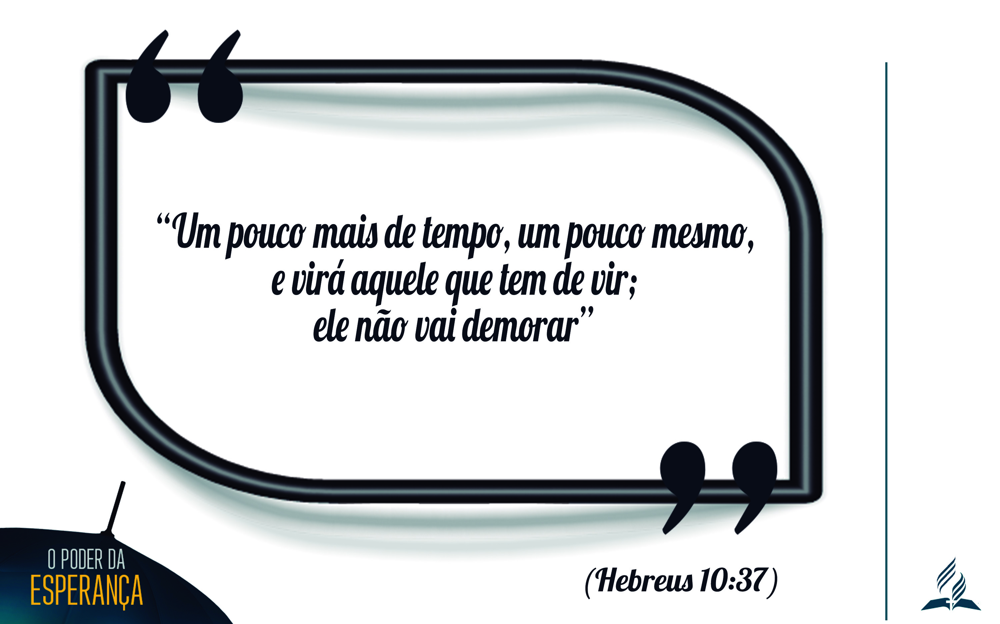 “Um pouco mais de tempo, um pouco mesmo,
e virá aquele que tem de vir;
ele não vai demorar”
(Hebreus 10:37)
O PODER DA
ESPERANÇA